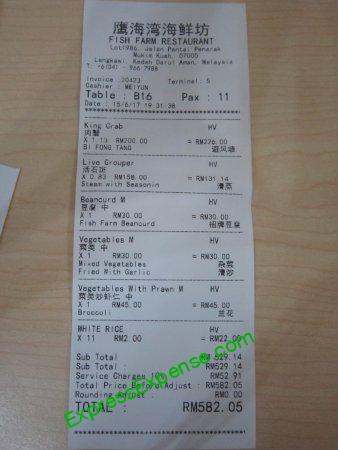 鹰海湾海鲜坊
FISH FARM RESTAURANT
Lot1986, Jalan Pantai Penarak
Mukim Kuah, 07000
Langkawi, Kedah Darul Aman, Malaysia
T: +6(04) - 966 7988
Invoice : 20423 Terminal: 5
Cashier : MEIYUN
Table : B16 Pax : 11
Date : 15/6/17 19:31:38
King Crab HV
肉蟹
X 1.13 RM200.00 = RM226.00
BI FONG TANG 避风塘
Live Grouper HV
活石斑
X 0.83 RM158.00 = RM131.14
Steam with Seasonin 清蒸
Beancurd M HV
豆腐 中
X 1 RM30.00 = RM30.00
Fish Farm Beancurd 招牌豆腐
Vegetables M HV
菜类 中
X 1 RM30.00 = RM30.00
Mixed Vegetables 杂菜
Fried With Garlic 清炒
Vegetables With Prawn M HV
菜类炒虾仁 中
X 1 RM45.00 = RM45.00
Broccoli 兰花
WHITE RICE HV
X 11 RM2.00 = RM22.00
Sub Total RM529.14
Sub Total : RM529.14
Service Charges 10% : RM52.91
Total Price Before Adjust : RM582.05
Rounding Adjust : RM0.00
TOTAL : RM582.05
ExpressExpense.com